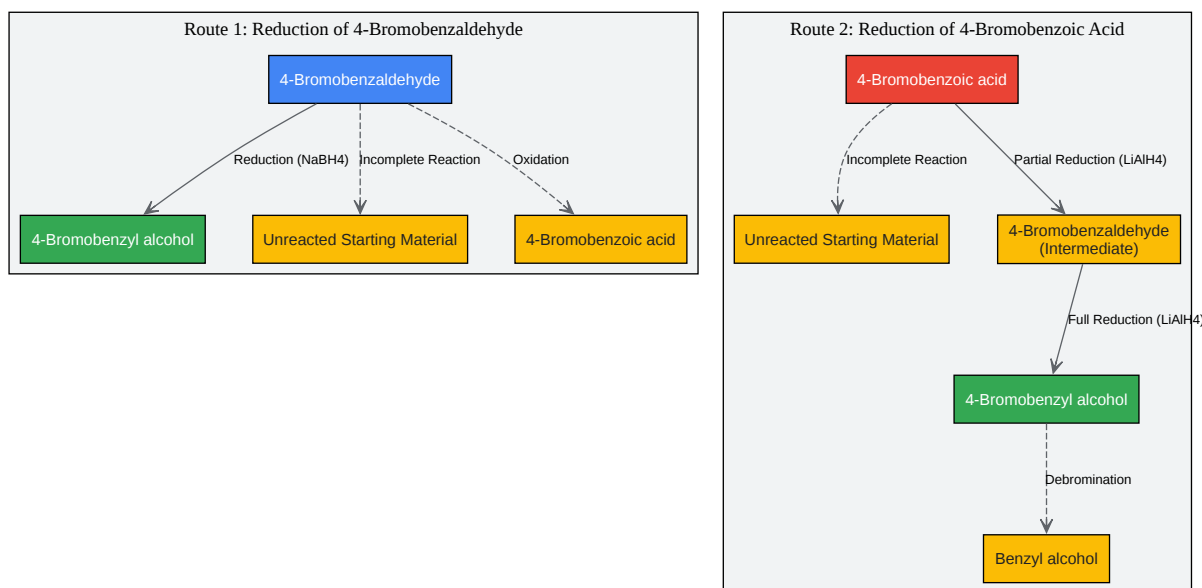 Route 1: Reduction of 4-Bromobenzaldehyde
4-Bromobenzaldehyde
Reduction (NaBH4)
Incomplete Reaction
Oxidation
4-Bromobenzyl alcohol
Unreacted Starting Material
4-Bromobenzoic acid
Route 2: Reduction of 4-Bromobenzoic Acid
4-Bromobenzoic acid
Incomplete Reaction
Partial Reduction (LiAlH4)
Unreacted Starting Material
4-Bromobenzaldehyde
(Intermediate)
Full Reduction (LiAlH4)
4-Bromobenzyl alcohol
Debromination
Benzyl alcohol